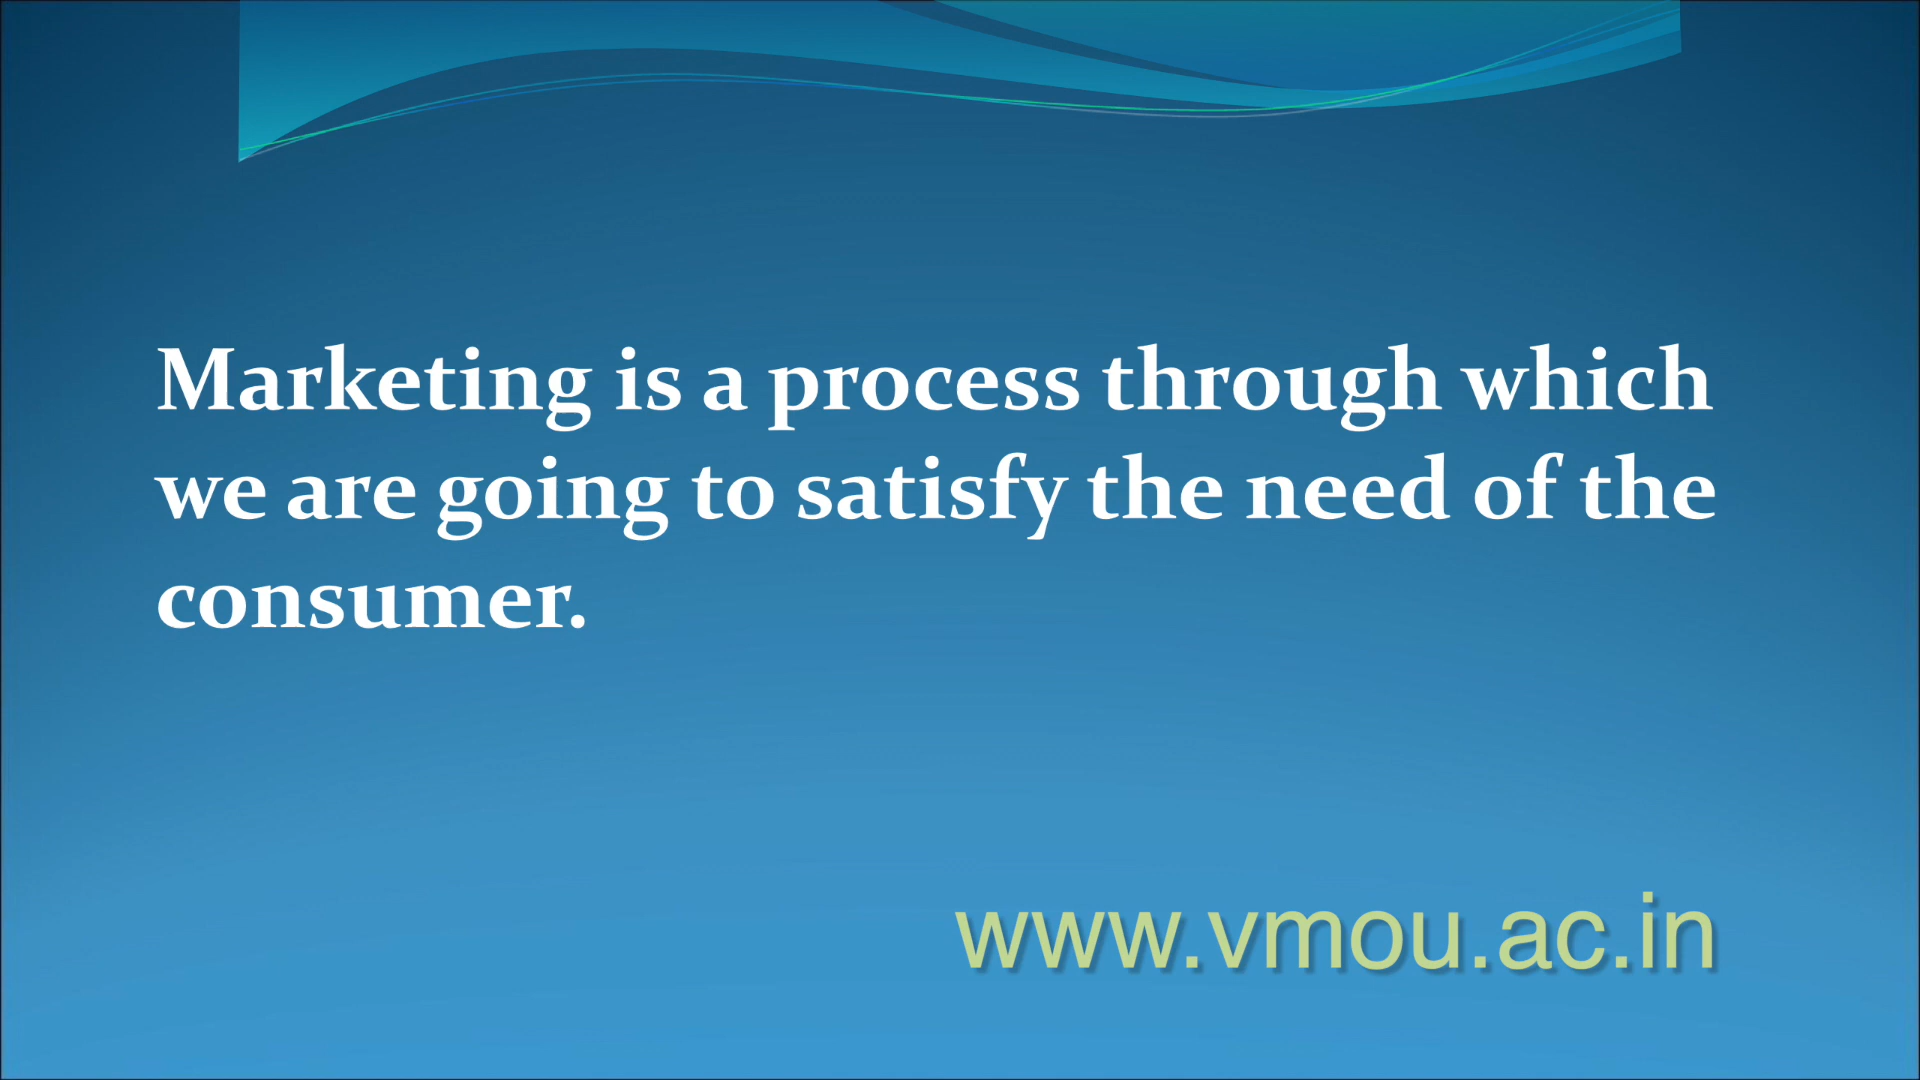 Marketing is a process through which
we are going to satisfy the need of the
consumer.
www.vmou.ac.in